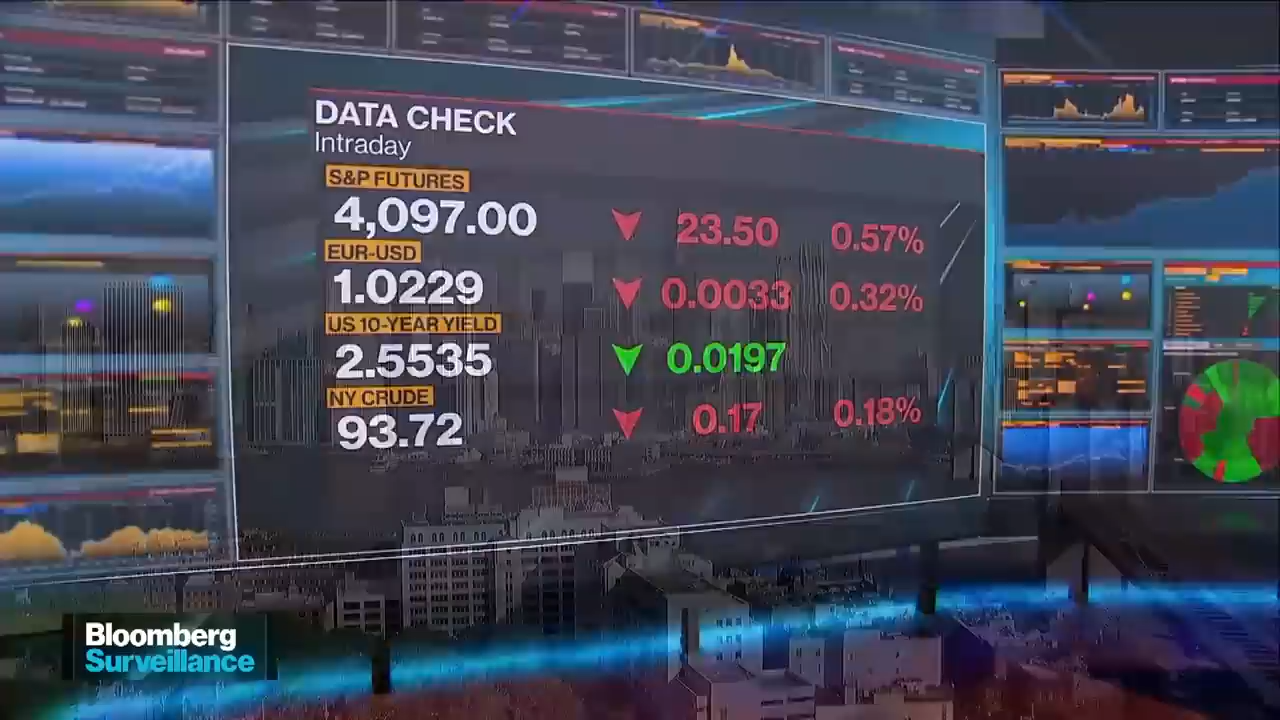 DATA CHECK
Intraday
S&P FUTURES
4,097.00 ▼ 23.50 0.57%
EUR-USD
1.0229 ▼ 0.0033 0.32%
US 10-YEAR YIELD
2.5535 ▼ 0.0197
NY CRUDE
93.72 ▼ 0.17 0.18%
Bloomberg
Surveillance